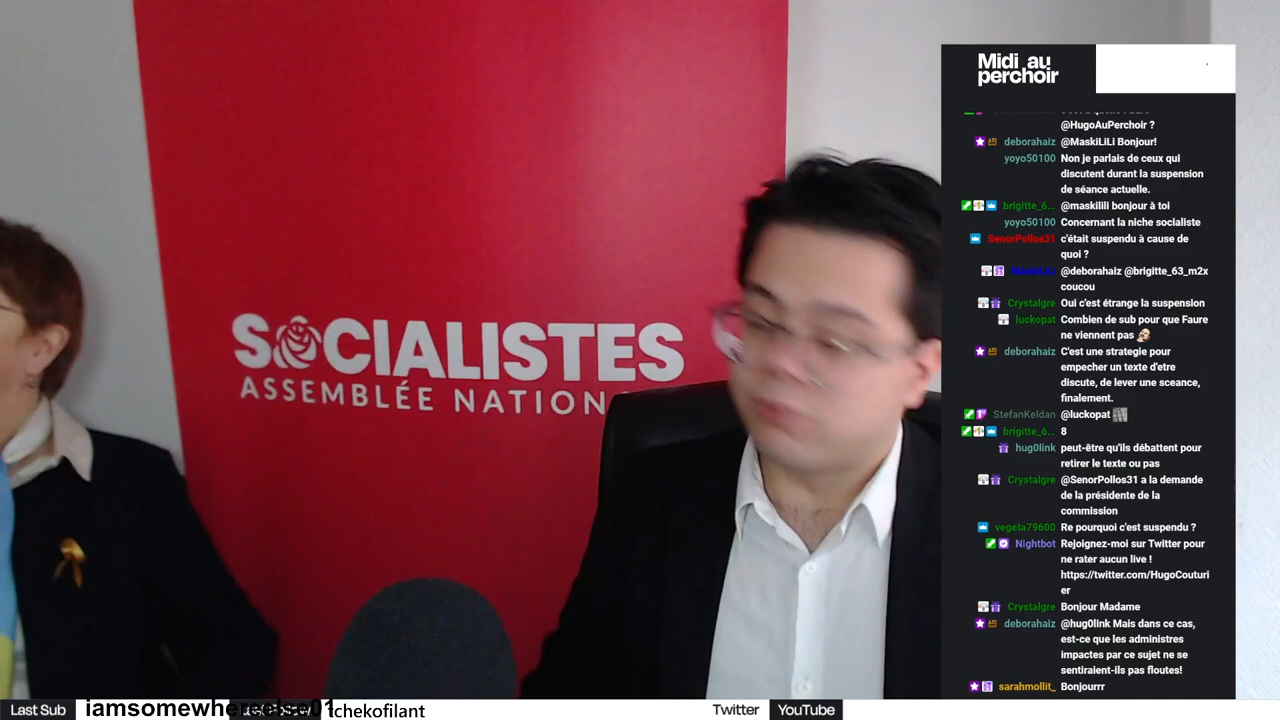 SOCIALISTES
ASSEMBLÉE NATION
Midi au
perchoir
@HugoAuPerchoir ?
deborahaiz @MaskiLiLi Bonjour!
yoyo50100 Non je parlais de ceux qui
discutent durant la suspension
de séance actuelle.
brigitte_6... @maskilili bonjour à toi
yoyo50100 Concernant la niche socialiste
SenorPollos31 c'était suspendu à cause de
quoi ?
MaskiLiLi @deborahaiz @brigitte_63_m2x
coucou
Crystalgre Oui c'est étrange la suspension
luckopat Combien de sub pour que Faure
ne viennent pas
deborahaiz C'est une strategie pour
empecher un texte d'etre
discute, de lever une sceance,
finalement.
StefanKeldan @luckopat
brigitte_6... 8
hug0link peut-être qu'ils débattent pour
retirer le texte ou pas
Crystalgre @SenorPollos31 a la demande
de la présidente de la
commission
vegeta79600 Re pourquoi c'est suspendu ?
Nightbot Rejoignez-moi sur Twitter pour
ne rater aucun live !
https://twitter.com/HugoCouturi
er
Crystalgre Bonjour Madame
deborahaiz @hug0link Mais dans ce cas,
est-ce que les administres
impactes par ce sujet ne se
sentiraient-ils pas floutes!
sarahmollit_ Bonjourrr
Last Sub iamsomewhereelse01 Last Follow Tchekofilant Twitter YouTube